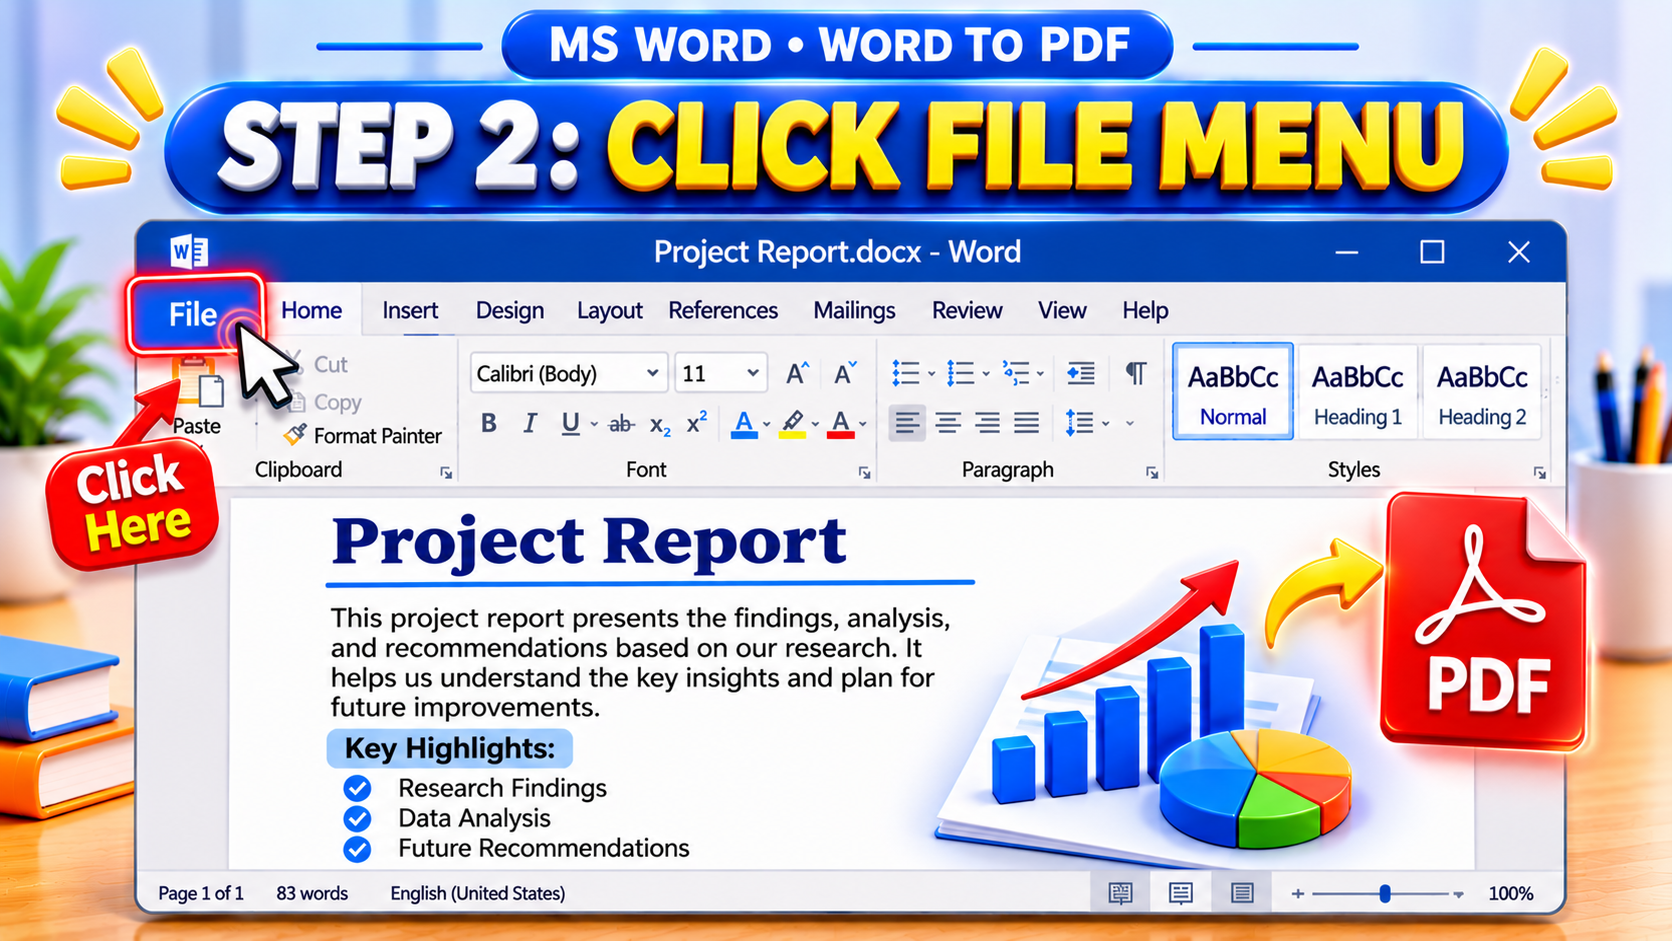 MS WORD • WORD TO PDF
STEP 2: CLICK FILE MENU
W
Project Report.docx - Word
File Home Insert Design Layout References Mailings Review View Help
Paste
Cut
Copy
Format Painter
Clipboard
Calibri (Body) 11 A A
B I U ab x₂ x² A A
Font
Paragraph
AaBbCc AaBbCc AaBbCc
Normal Heading 1 Heading 2
Styles
Click
Here
Project Report
This project report presents the findings, analysis,
and recommendations based on our research. It
helps us understand the key insights and plan for
future improvements.
Key Highlights:
Research Findings
Data Analysis
Future Recommendations
PDF
Page 1 of 1 83 words English (United States) 100%